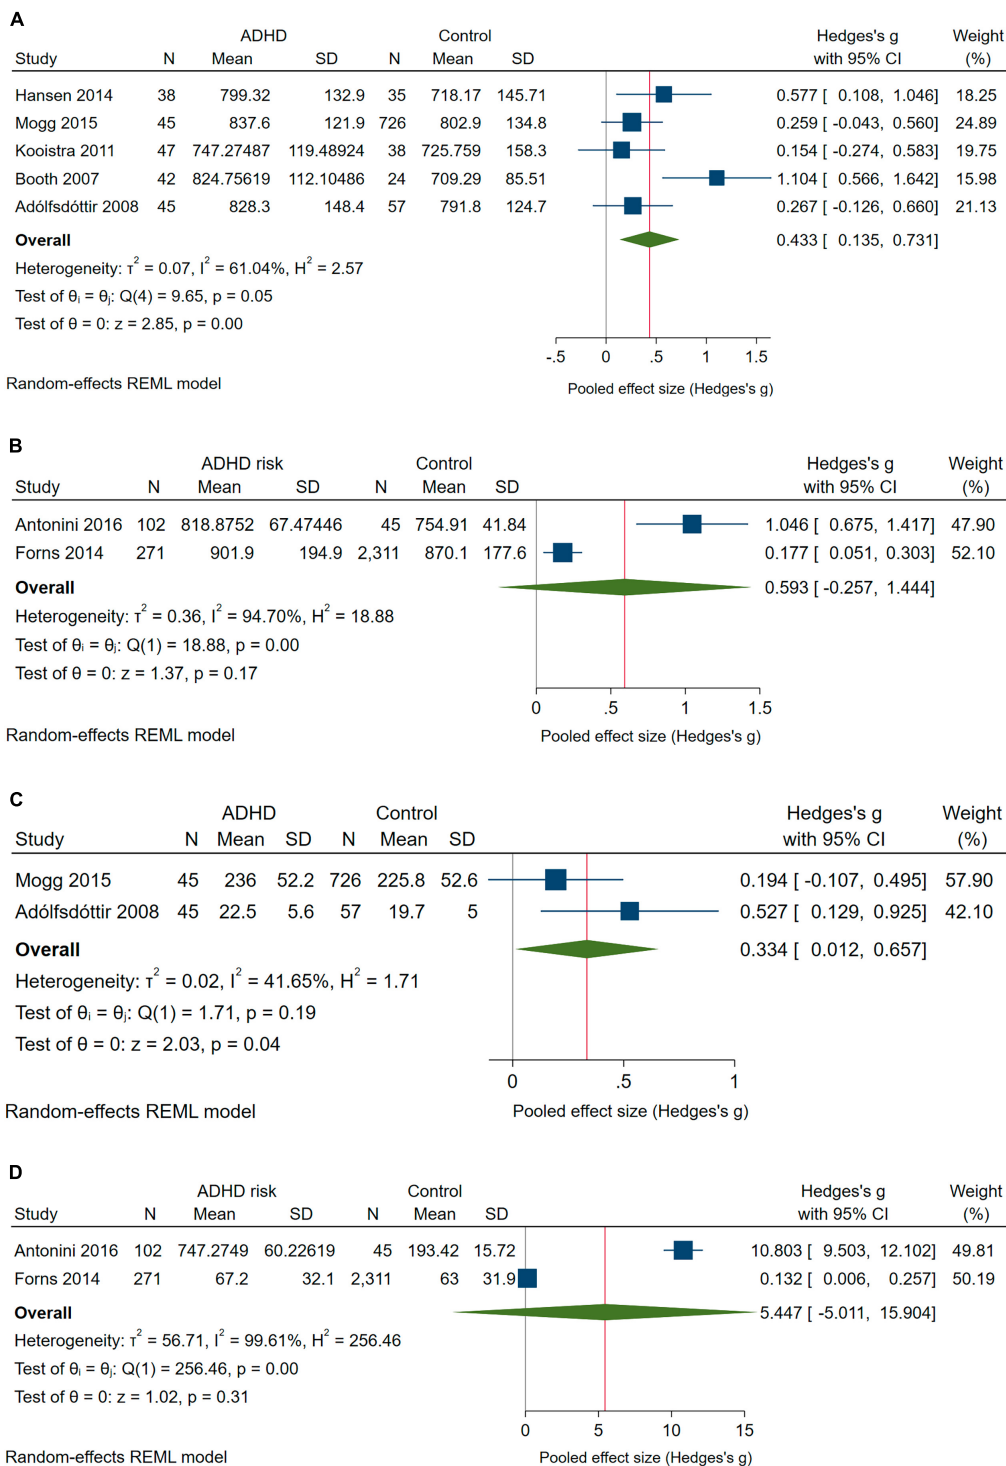 A
ADHD Control Hedges's g Weight
Study N Mean SD N Mean SD with 95% CI (%)
Hansen 2014 38 799.32 132.9 35 718.17 145.71 0.577 [ 0.108, 1.046] 18.25
Mogg 2015 45 837.6 121.9 726 802.9 134.8 0.259 [ -0.043, 0.560] 24.89
Kooistra 2011 47 747.27487 119.48924 38 725.759 158.3 0.154 [ -0.274, 0.583] 19.75
Booth 2007 42 824.75619 112.10486 24 709.29 85.51 1.104 [ 0.566, 1.642] 15.98
Adólfsdóttir 2008 45 828.3 148.4 57 791.8 124.7 0.267 [ -0.126, 0.660] 21.13
Overall 0.433 [ 0.135, 0.731]
Heterogeneity: τ² = 0.07, I² = 61.04%, H² = 2.57
Test of θᵢ = θⱼ: Q(4) = 9.65, p = 0.05
Test of θ = 0: z = 2.85, p = 0.00
-.5 0 .5 1 1.5
Random-effects REML model
Pooled effect size (Hedges's g)
B
ADHD risk Control Hedges's g Weight
Study N Mean SD N Mean SD with 95% CI (%)
Antonini 2016 102 818.8752 67.47446 45 754.91 41.84 1.046 [ 0.675, 1.417] 47.90
Forns 2014 271 901.9 194.9 2,311 870.1 177.6 0.177 [ 0.051, 0.303] 52.10
Overall 0.593 [ -0.257, 1.444]
Heterogeneity: τ² = 0.36, I² = 94.70%, H² = 18.88
Test of θᵢ = θⱼ: Q(1) = 18.88, p = 0.00
Test of θ = 0: z = 1.37, p = 0.17
0 .5 1 1.5
Random-effects REML model
Pooled effect size (Hedges's g)
C
ADHD Control Hedges's g Weight
Study N Mean SD N Mean SD with 95% CI (%)
Mogg 2015 45 236 52.2 726 225.8 52.6 0.194 [ -0.107, 0.495] 57.90
Adólfsdóttir 2008 45 22.5 5.6 57 19.7 5 0.527 [ 0.129, 0.925] 42.10
Overall 0.334 [ 0.012, 0.657]
Heterogeneity: τ² = 0.02, I² = 41.65%, H² = 1.71
Test of θᵢ = θⱼ: Q(1) = 1.71, p = 0.19
Test of θ = 0: z = 2.03, p = 0.04
0 .5 1
Random-effects REML model
Pooled effect size (Hedges's g)
D
ADHD risk Control Hedges's g Weight
Study N Mean SD N Mean SD with 95% CI (%)
Antonini 2016 102 747.2749 60.22619 45 193.42 15.72 10.803 [ 9.503, 12.102] 49.81
Forns 2014 271 67.2 32.1 2,311 63 31.9 0.132 [ 0.006, 0.257] 50.19
Overall 5.447 [ -5.011, 15.904]
Heterogeneity: τ² = 56.71, I² = 99.61%, H² = 256.46
Test of θᵢ = θⱼ: Q(1) = 256.46, p = 0.00
Test of θ = 0: z = 1.02, p = 0.31
0 5 10 15
Random-effects REML model
Pooled effect size (Hedges's g)